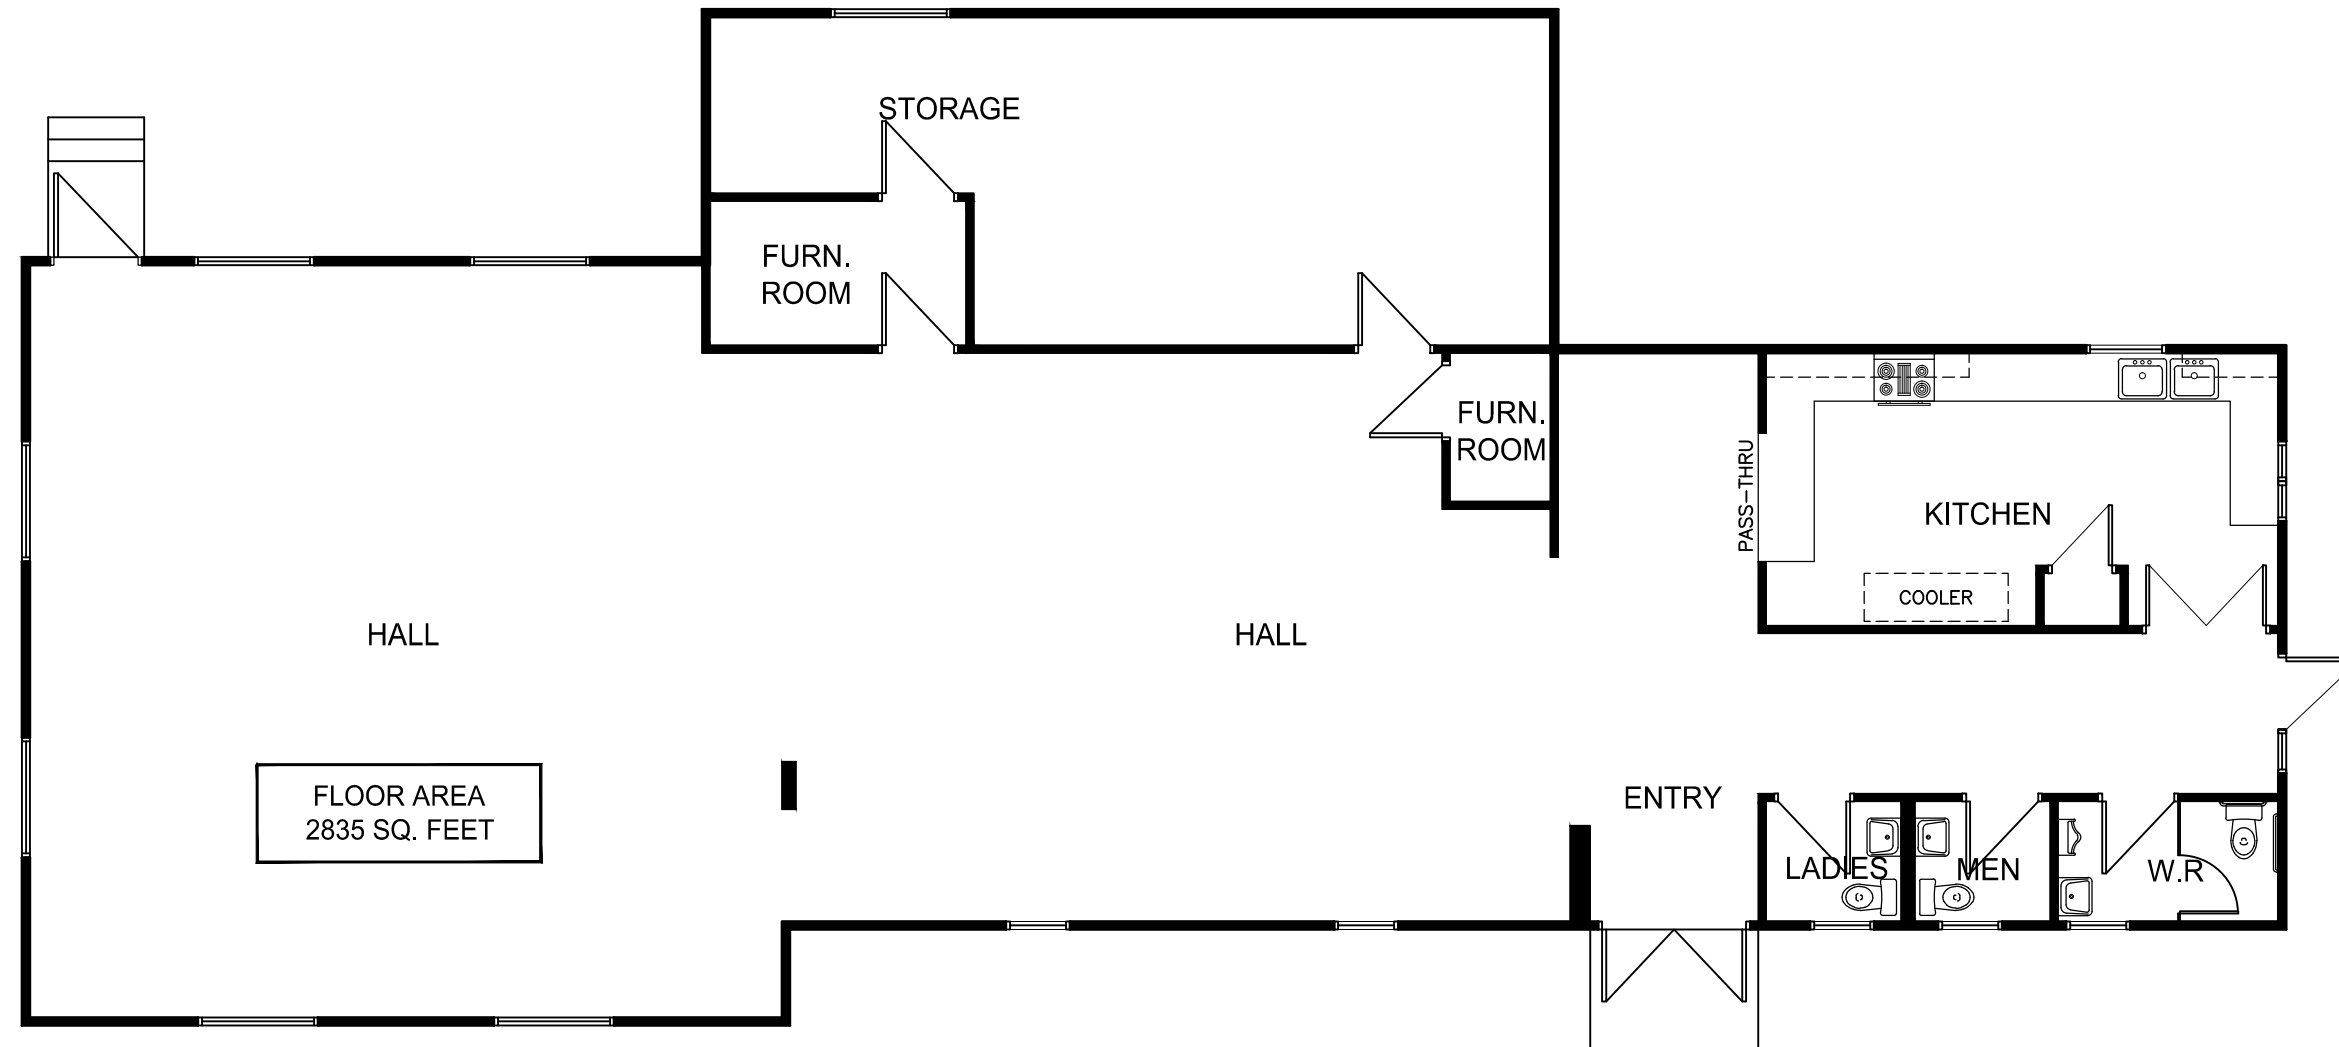 STORAGE
FURN.
ROOM
FURN.
ROOM
PASS-THRU
KITCHEN
COOLER
HALL
HALL
FLOOR AREA
2835 SQ. FEET
ENTRY
LADIES
MEN
W.R